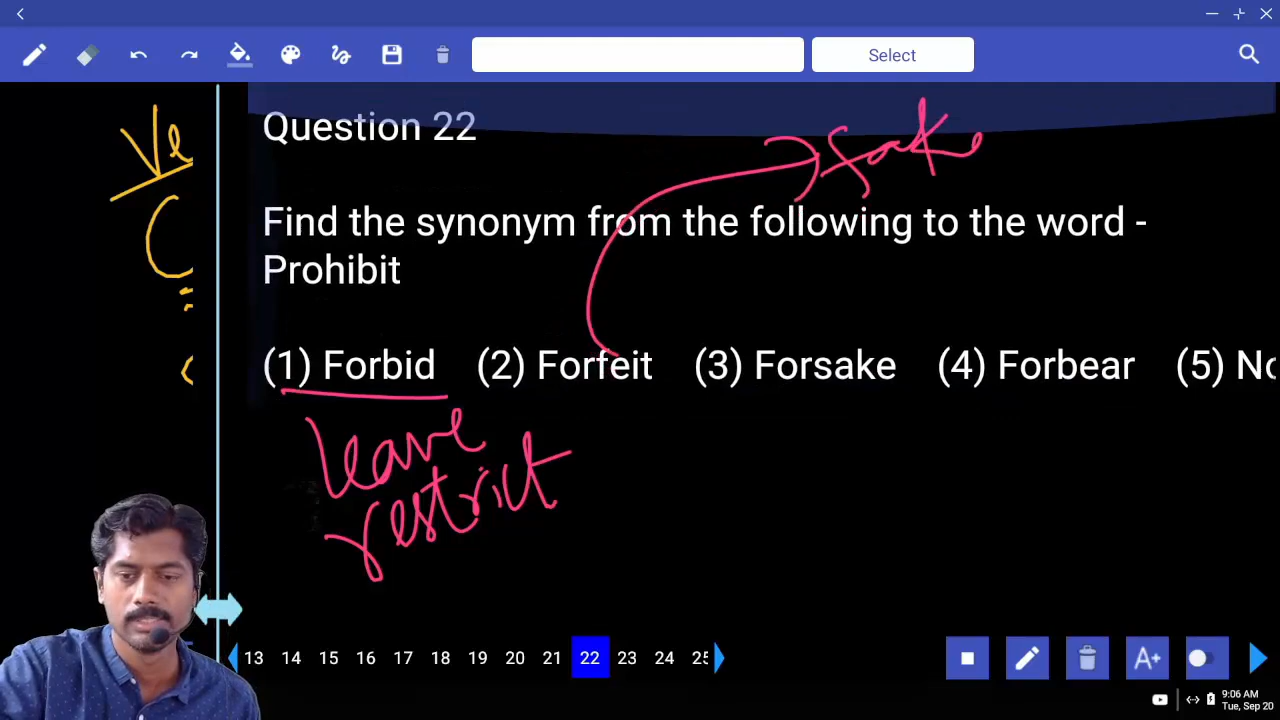 Select
Ve
Question 22
fake
Find the synonym from the following to the word -
Prohibit
(1) Forbid (2) Forfeit (3) Forsake (4) Forbear (5) No
leave
restrict
13 14 15 16 17 18 19 20 21 22 23 24 25
A+
9:06 AM
Tue, Sep 20